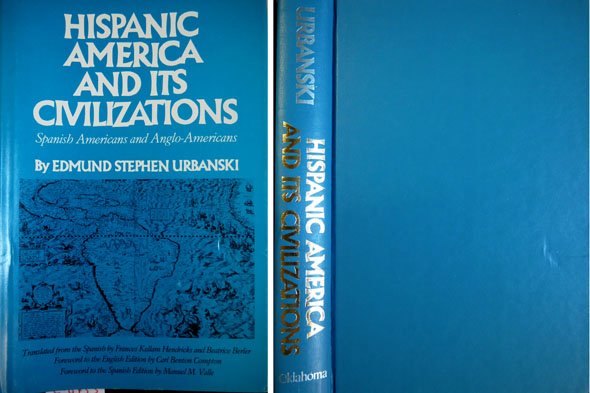 HISPANIC
AMERICA
AND ITS
CIVILIZATIONS
Spanish Americans and Anglo-Americans
By EDMUND STEPHEN URBANSKI
Translated from the Spanish by Frances Kellam Hendricks and Beatrice Berler
Foreword to the English Edition by Carl Benton Compton
Foreword to the Spanish Edition by Manuel M. Valle
URBANSKI
HISPANIC AMERICA
AND ITS CIVILIZATIONS
Oklahoma